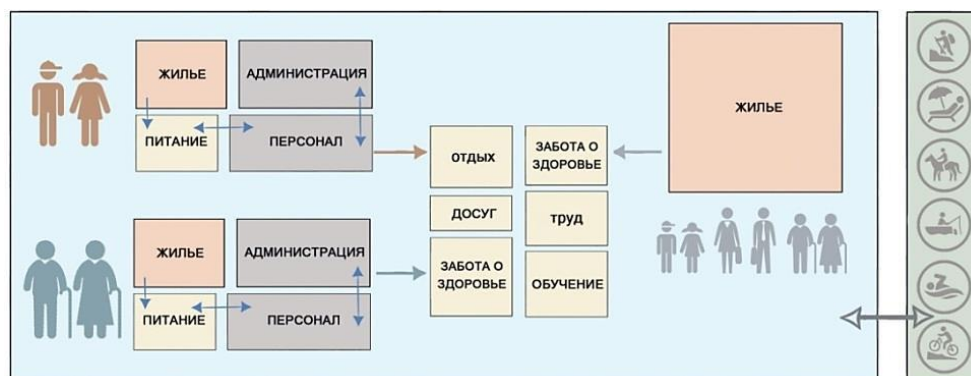 ЖИЛЬЕ
АДМИНИСТРАЦИЯ
ПИТАНИЕ
ПЕРСОНАЛ
ЖИЛЬЕ
АДМИНИСТРАЦИЯ
ПИТАНИЕ
ПЕРСОНАЛ
отдых
ЗАБОТА О
ЗДОРОВЬЕ
ДОСУГ
труд
ЗАБОТА О
ЗДОРОВЬЕ
ОБУЧЕНИЕ
ЖИЛЬЕ